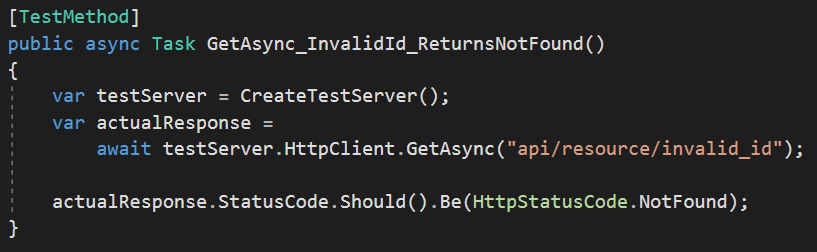 [TestMethod]
public async Task GetAsync_InvalidId_ReturnsNotFound()
{
    var testServer = CreateTestServer();
    var actualResponse =
        await testServer.HttpClient.GetAsync("api/resource/invalid_id");

    actualResponse.StatusCode.Should().Be(HttpStatusCode.NotFound);
}